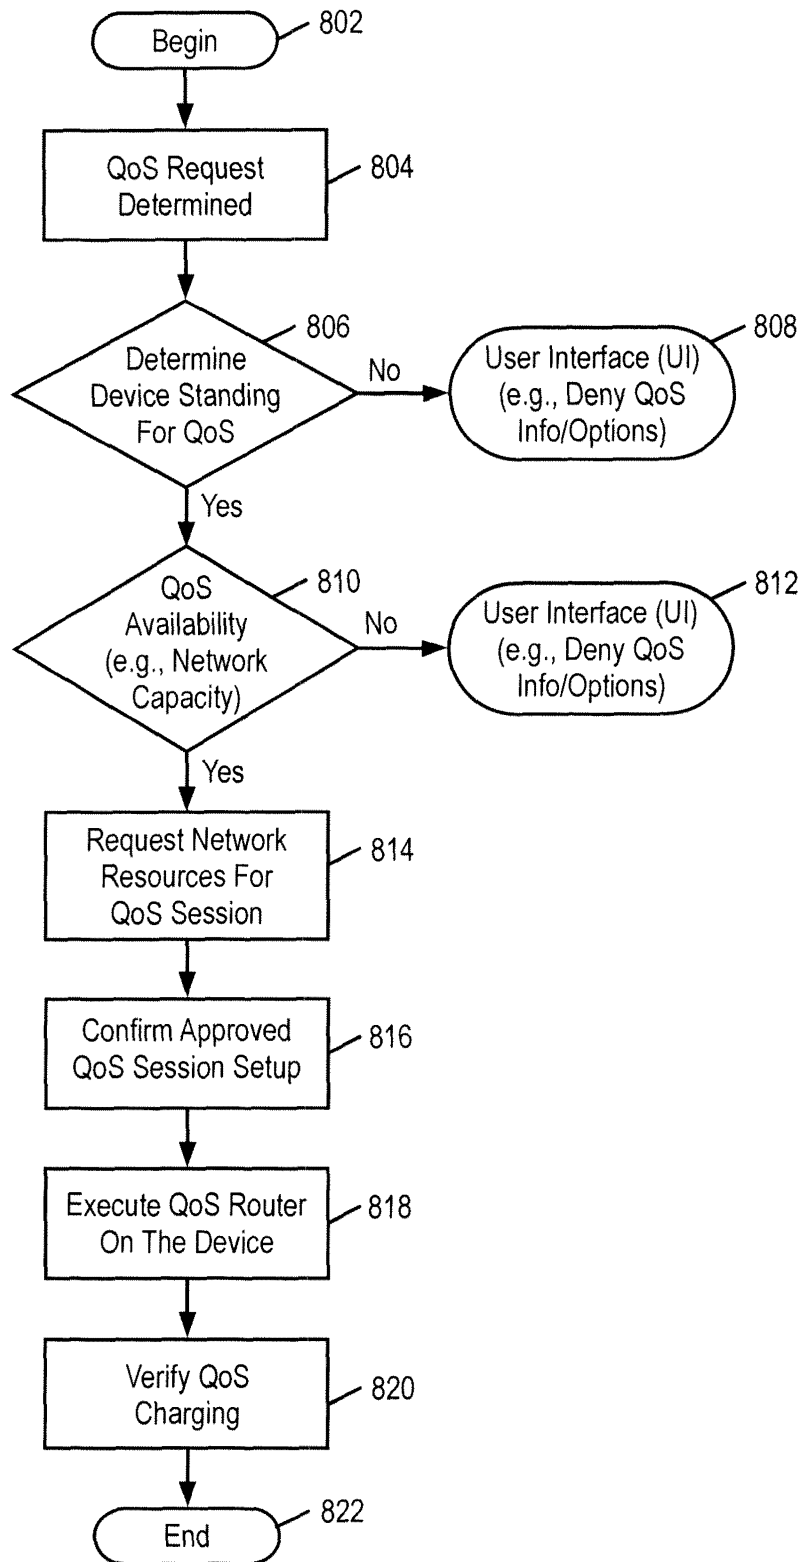 Begin
802
QoS Request
Determined
804
806
Determine
Device Standing
For QoS
No
808
User Interface (UI)
(e.g., Deny QoS
Info/Options)
Yes
810
QoS
Availability
(e.g., Network
Capacity)
No
812
User Interface (UI)
(e.g., Deny QoS
Info/Options)
Yes
Request Network
Resources For
QoS Session
814
Confirm Approved
QoS Session Setup
816
Execute QoS Router
On The Device
818
Verify QoS
Charging
820
End
822